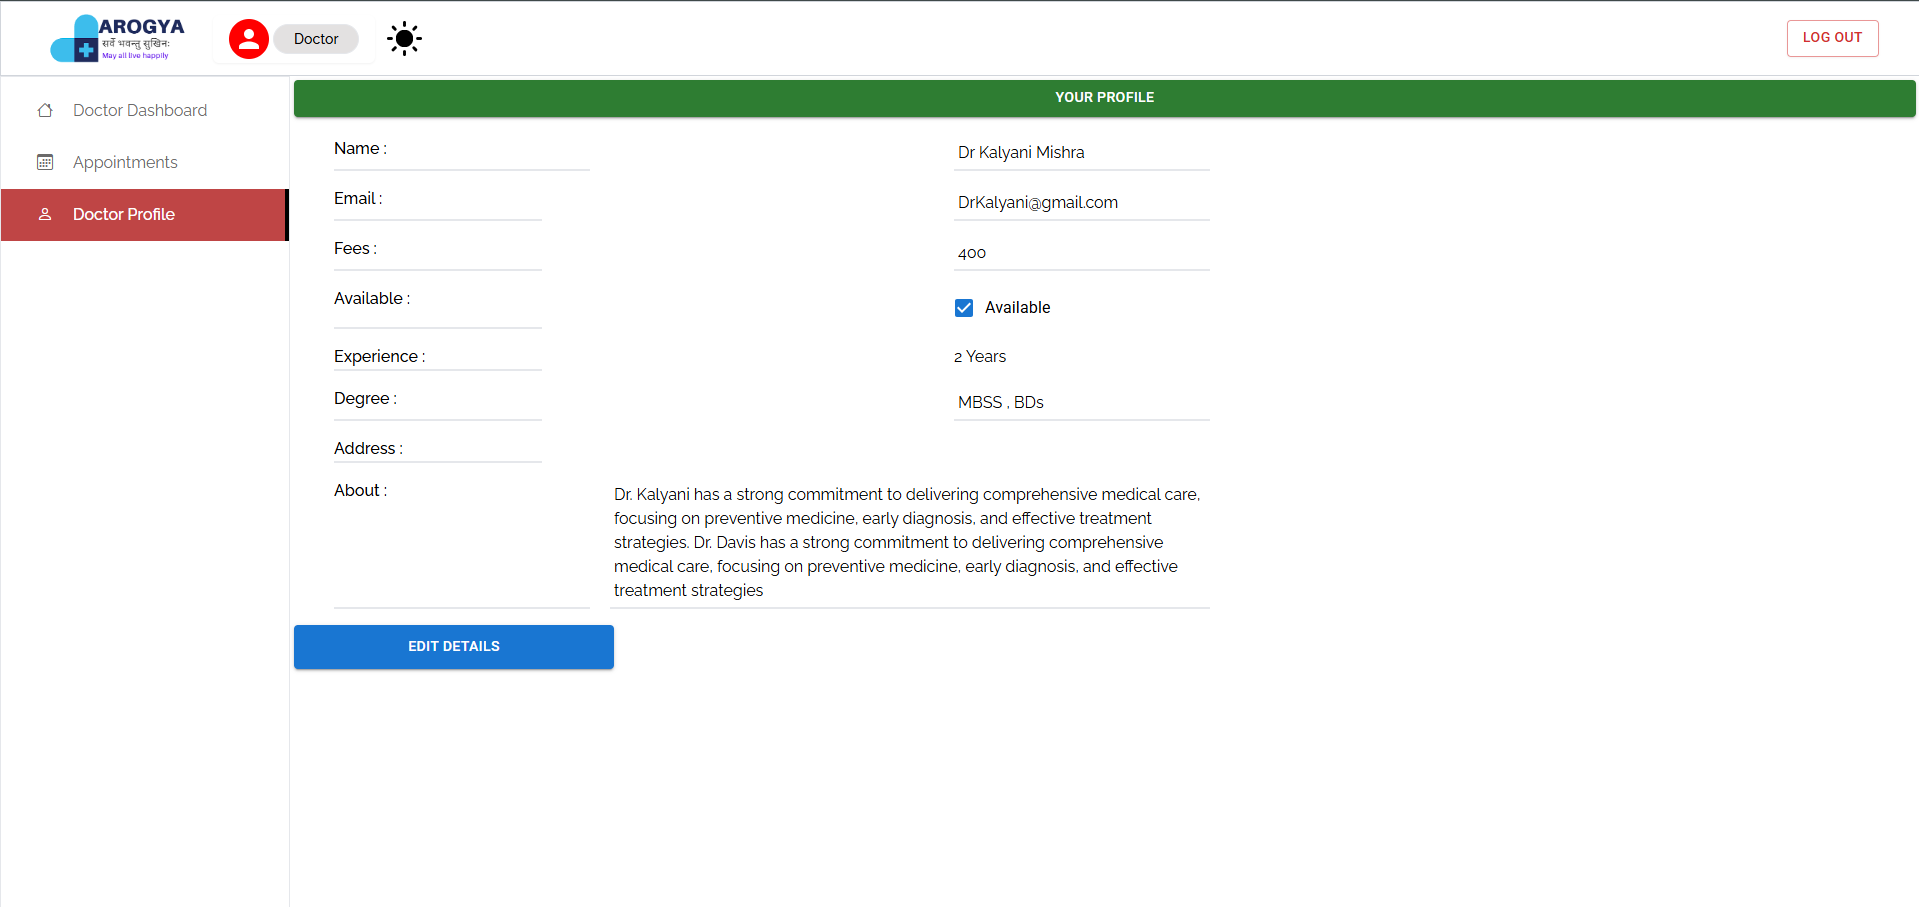 AROGYA
सर्वे भवन्तु सुखिनः
May all live happily
Doctor
LOG OUT
Doctor Dashboard
Appointments
Doctor Profile
YOUR PROFILE
Name :
Dr Kalyani Mishra
Email :
DrKalyani@gmail.com
Fees :
400
Available :
Available
Experience :
2 Years
Degree :
MBSS , BDs
Address :
About :
Dr. Kalyani has a strong commitment to delivering comprehensive medical care,
focusing on preventive medicine, early diagnosis, and effective treatment
strategies. Dr. Davis has a strong commitment to delivering comprehensive
medical care, focusing on preventive medicine, early diagnosis, and effective
treatment strategies
EDIT DETAILS